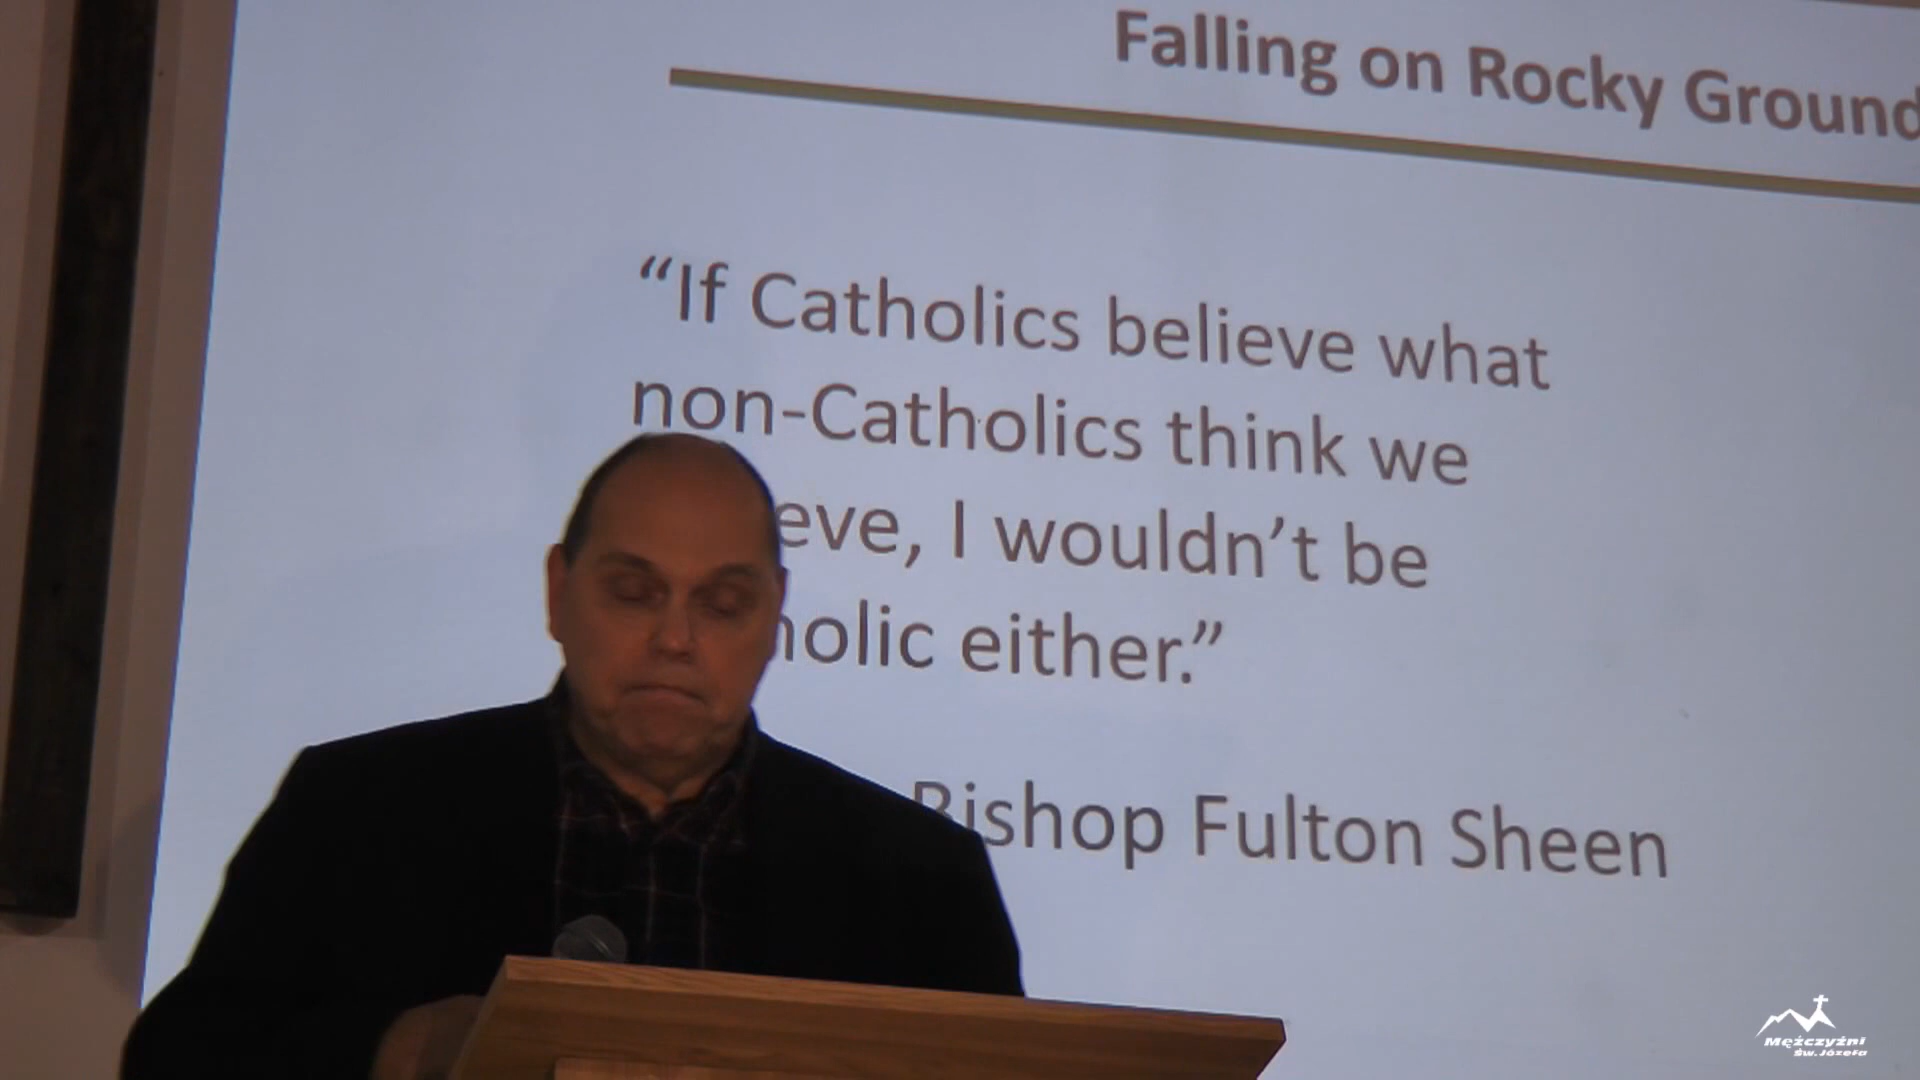 Falling on Rocky Ground
“If Catholics believe what
non-Catholics think we
eve, I wouldn’t be
holic either.”
Bishop Fulton Sheen
Mężczyźni
Św. Józefa